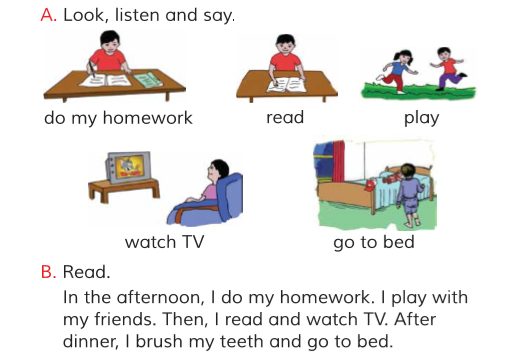 A. Look, listen and say.
do my homework
read
play
watch TV
go to bed
B. Read.
In the afternoon, I do my homework. I play with
my friends. Then, I read and watch TV. After
dinner, I brush my teeth and go to bed.